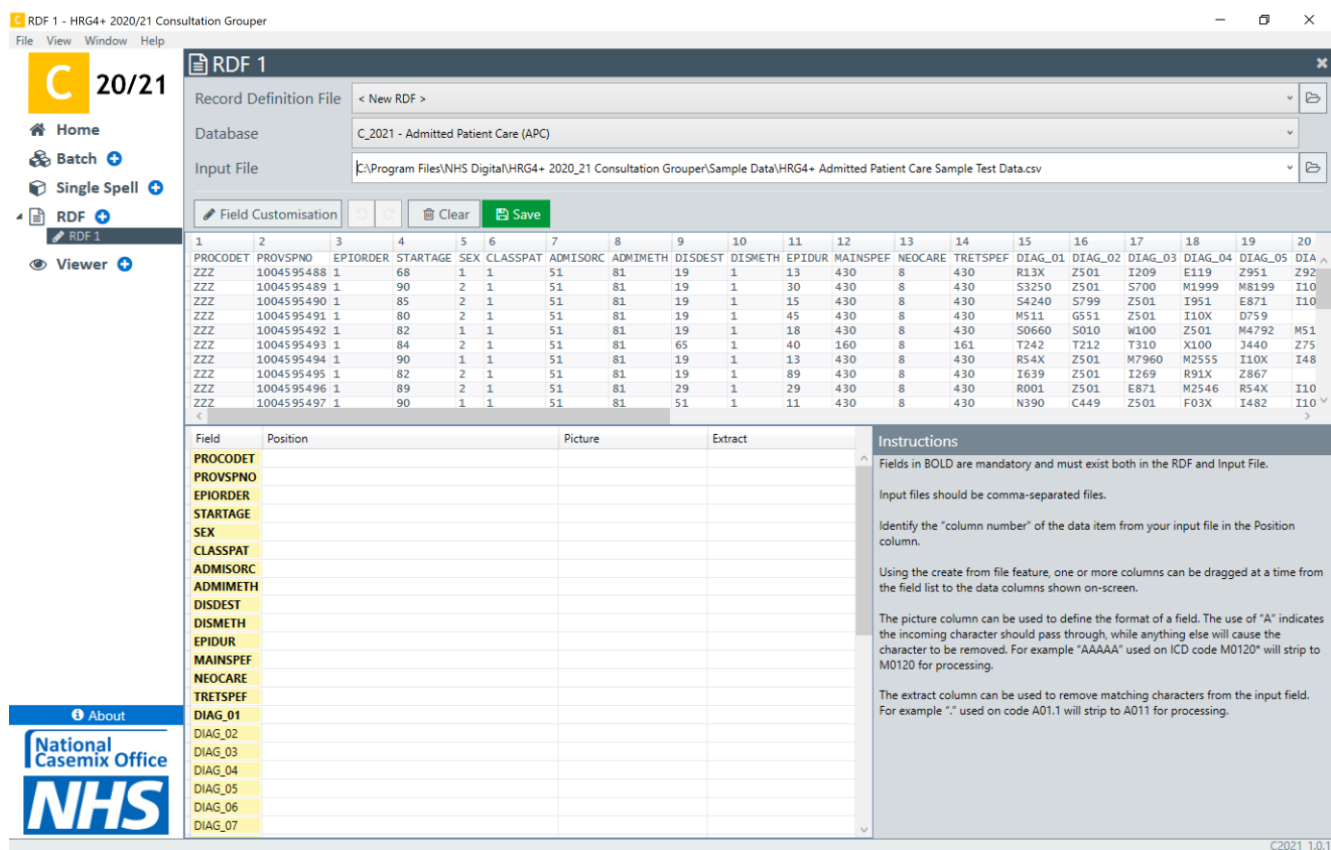 C RDF 1 - HRG4+ 2020/21 Consultation Grouper
File View Window Help
C 20/21
Home
Batch
Single Spell
RDF
RDF 1
Viewer
About
National
Casemix Office
NHS
RDF 1
Record Definition File < New RDF >
Database C_2021 - Admitted Patient Care (APC)
Input File C:\Program Files\NHS Digital\HRG4+ 2020_21 Consultation Grouper\Sample Data\HRG4+ Admitted Patient Care Sample Test Data.csv
Field Customisation Clear Save
1 2 3 4 5 6 7 8 9 10 11 12 13 14 15 16 17 18 19 20
PROCODET PROVSPNO EPIORDER STARTAGE SEX CLASSPAT ADMISORC ADMIMETH DISDEST DISMETH EPIDUR MAINSPEF NEOCARE TRETSPEF DIAG_01 DIAG_02 DIAG_03 DIAG_04 DIAG_05 DIA
ZZZ 1004595488 1 68 1 1 51 81 19 1 13 430 8 430 R13X Z501 I209 E119 Z951 Z92
ZZZ 1004595489 1 90 2 1 51 81 19 1 30 430 8 430 S3250 Z501 S700 M1999 M8199 I10
ZZZ 1004595490 1 85 2 1 51 81 19 1 15 430 8 430 S4240 S799 Z501 I951 E871 I10
ZZZ 1004595491 1 80 2 1 51 81 19 1 45 430 8 430 M511 G551 Z501 I10X D759
ZZZ 1004595492 1 82 1 1 51 81 19 1 18 430 8 430 S0660 S010 W100 Z501 M4792 M51
ZZZ 1004595493 1 84 2 1 51 81 65 1 40 160 8 161 T242 T212 T310 X100 J440 Z75
ZZZ 1004595494 1 90 1 1 51 81 19 1 13 430 8 430 R54X Z501 M7960 M2555 I10X I48
ZZZ 1004595495 1 82 2 1 51 81 19 1 89 430 8 430 I639 Z501 I269 R91X Z867
ZZZ 1004595496 1 89 2 1 51 81 29 1 29 430 8 430 R001 Z501 E871 M2546 R54X I10
ZZZ 1004595497 1 90 1 1 51 81 51 1 11 430 8 430 N390 C449 Z501 F03X I482 I10
Field Position Picture Extract
PROCODET
PROVSPNO
EPIORDER
STARTAGE
SEX
CLASSPAT
ADMISORC
ADMIMETH
DISDEST
DISMETH
EPIDUR
MAINSPEF
NEOCARE
TRETSPEF
DIAG_01
DIAG_02
DIAG_03
DIAG_04
DIAG_05
DIAG_06
DIAG_07
Instructions
Fields in BOLD are mandatory and must exist both in the RDF and Input File.
Input files should be comma-separated files.
Identify the "column number" of the data item from your input file in the Position
column.
Using the create from file feature, one or more columns can be dragged at a time from
the field list to the data columns shown on-screen.
The picture column can be used to define the format of a field. The use of "A" indicates
the incoming character should pass through, while anything else will cause the
character to be removed. For example "AAAAA" used on ICD code M0120* will strip to
M0120 for processing.
The extract column can be used to remove matching characters from the input field.
For example "." used on code A01.1 will strip to A011 for processing.
C2021 1.0.1